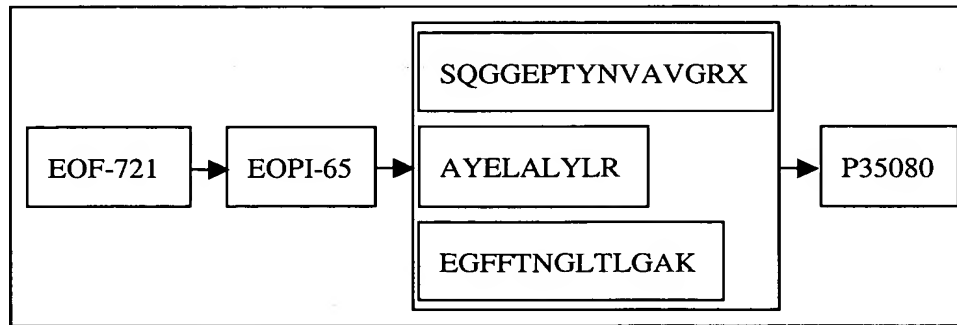 SQGGEPTYNVAVGRX
EOF-721
EOPI-65
AYELALYLR
P35080
EGFFTNGLTLGAK